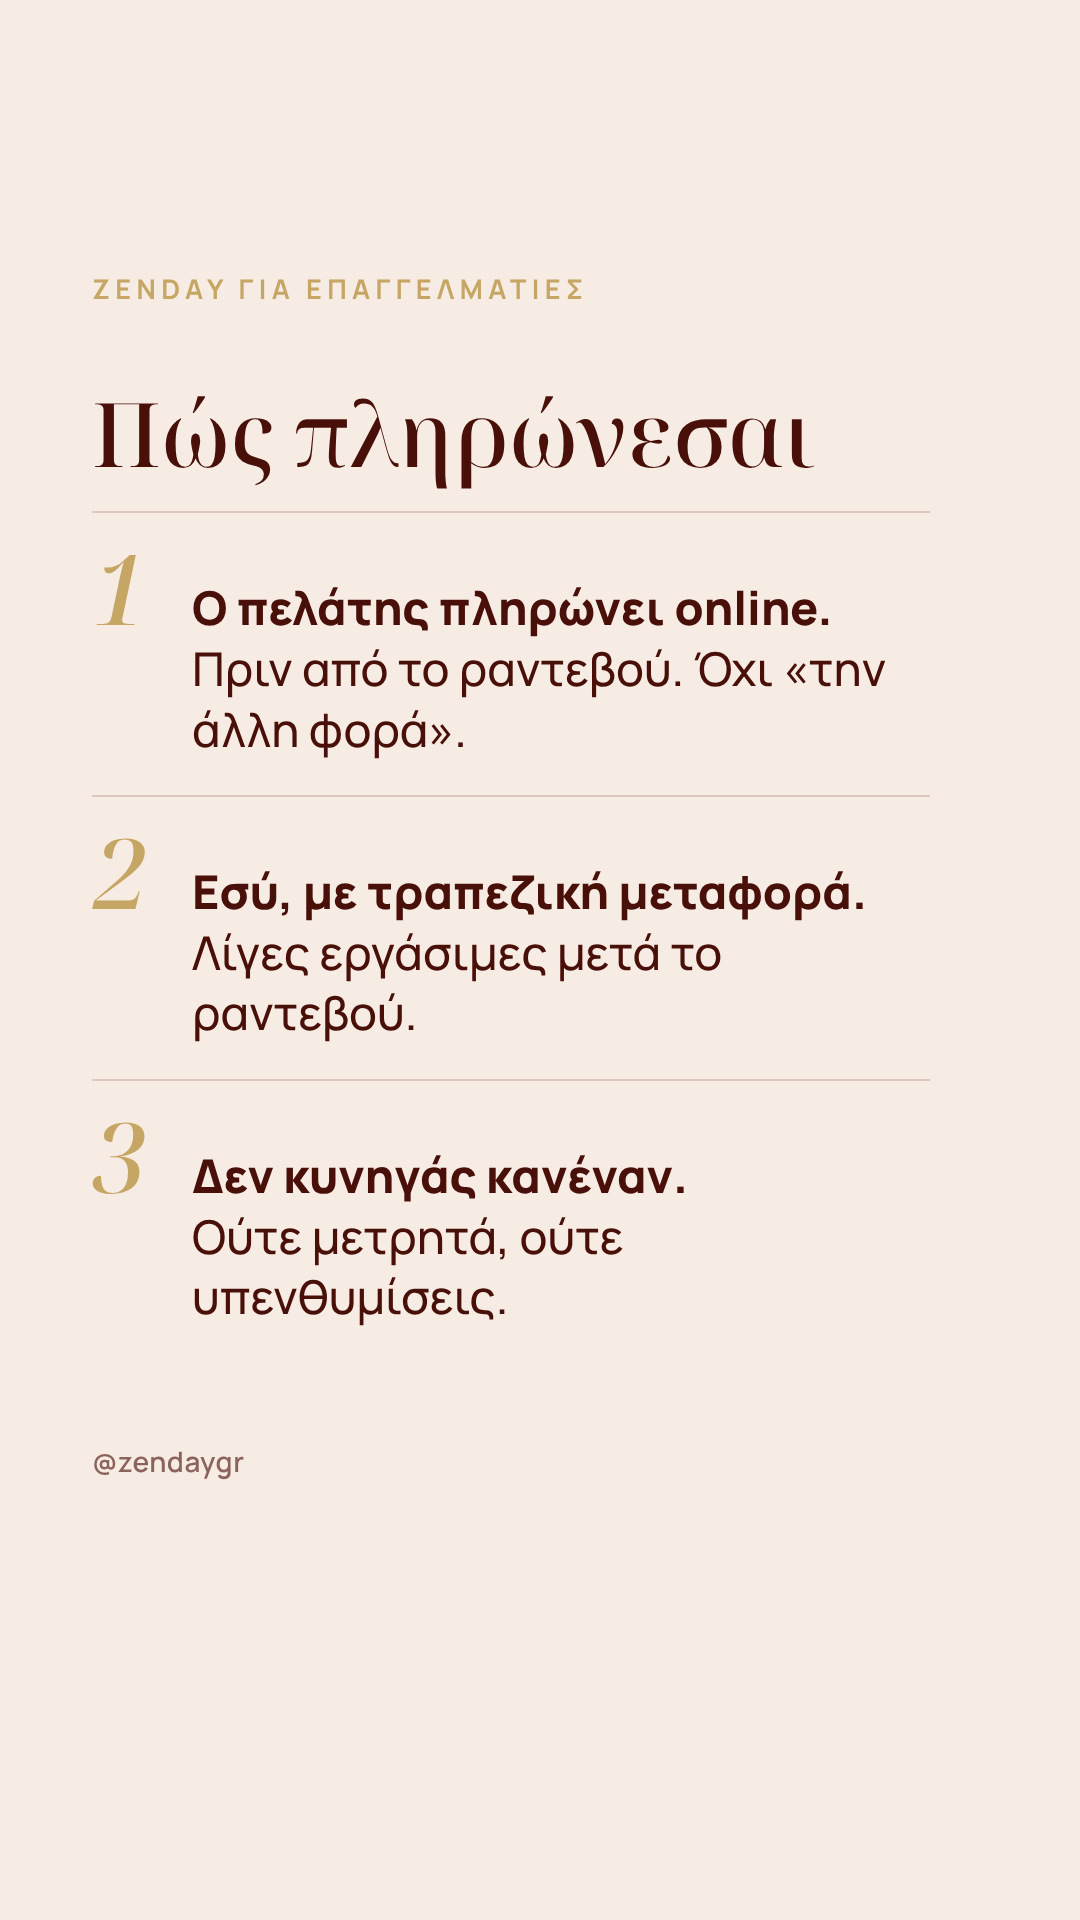 ZENDAY ΓΙΑ ΕΠΑΓΓΕΛΜΑΤΙΕΣ
Πώς πληρώνεσαι
1
Ο πελάτης πληρώνει online.
Πριν από το ραντεβού. Όχι «την
άλλη φορά».
2
Εσύ, με τραπεζική μεταφορά.
Λίγες εργάσιμες μετά το
ραντεβού.
3
Δεν κυνηγάς κανέναν.
Ούτε μετρητά, ούτε
υπενθυμίσεις.
@zendaygr